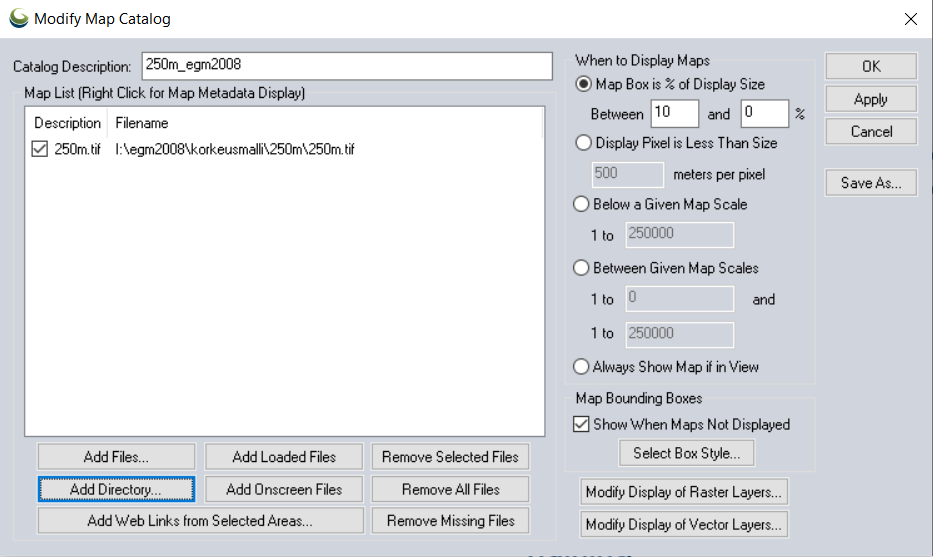 Modify Map Catalog
Catalog Description: 250m_egm2008
Map List (Right Click for Map Metadata Display)
Description Filename
250m.tif I:\egm2008\korkeusmalli\250m\250m.tif
Add Files... Add Loaded Files Remove Selected Files
Add Directory... Add Onscreen Files Remove All Files
Add Web Links from Selected Areas... Remove Missing Files
When to Display Maps
Map Box is % of Display Size
Between 10 and 0 %
Display Pixel is Less Than Size
500 meters per pixel
Below a Given Map Scale
1 to 250000
Between Given Map Scales
1 to 0 and
1 to 250000
Always Show Map if in View
Map Bounding Boxes
Show When Maps Not Displayed
Select Box Style...
Modify Display of Raster Layers...
Modify Display of Vector Layers...
OK
Apply
Cancel
Save As...